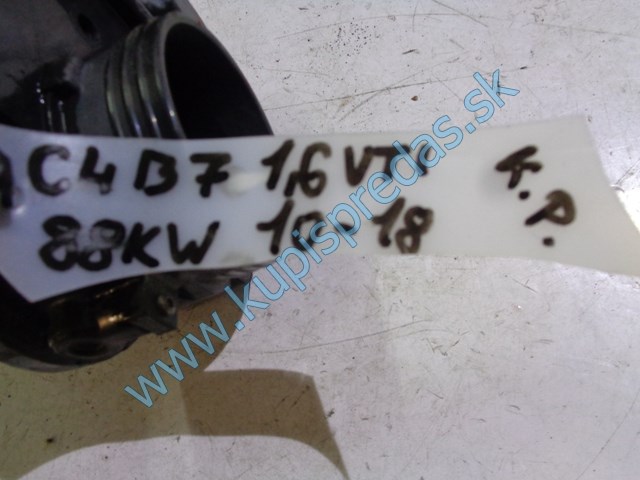 C4 B7 1,6 VTi K.P.
88KW 10-18
www.kupispredas.sk